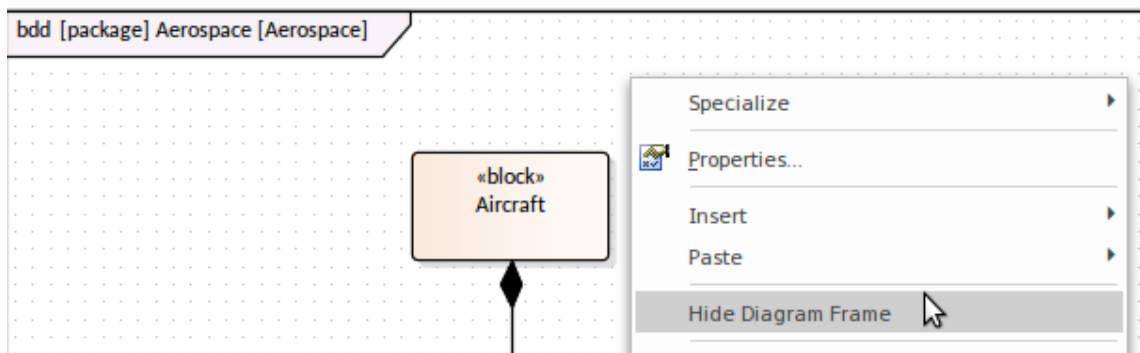 bdd [package] Aerospace [Aerospace]
«block»
Aircraft
Specialize
Properties...
Insert
Paste
Hide Diagram Frame